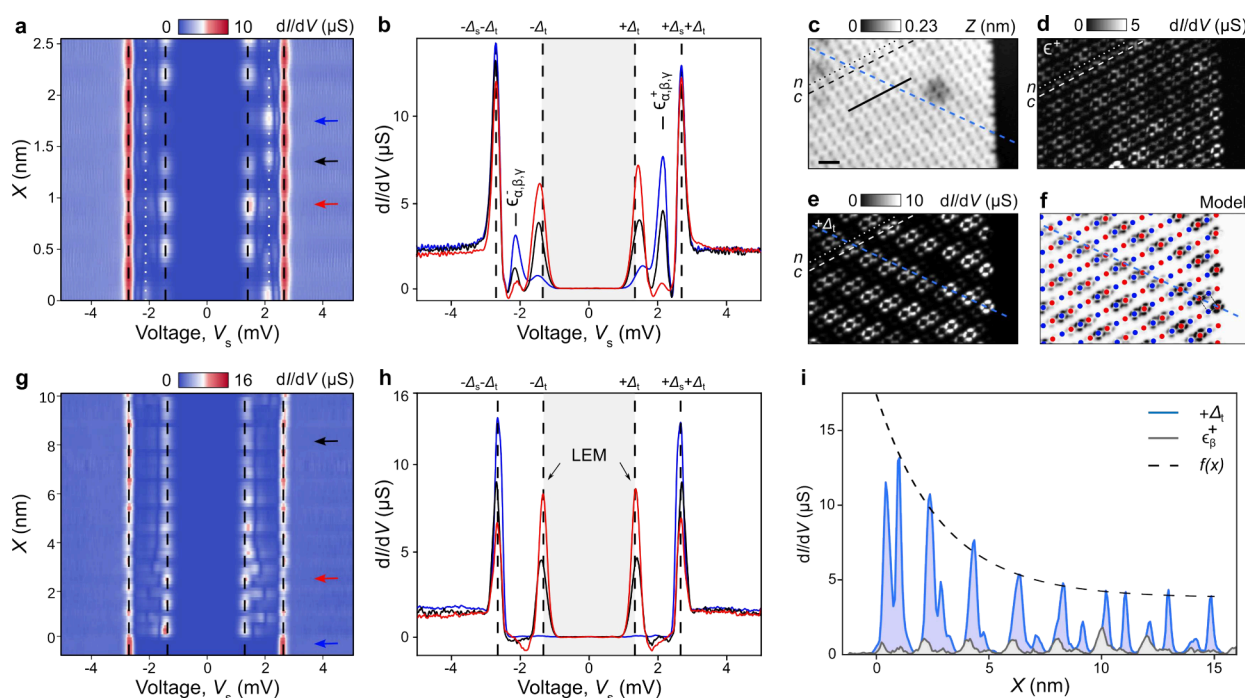 a
0 10 dI/dV (µS)
2.5
2
1.5
1
0.5
0
X (nm)
-4 -2 0 2 4
Voltage, Vs (mV)
b
-Δs-Δt -Δt +Δt +Δs+Δt
10
5
0
dI/dV (µS)
ϵ-α,β,γ
ϵ+α,β,γ
-4 -2 0 2 4
Voltage, Vs (mV)
c
0 0.23 Z (nm)
n
c
d
0 5 dI/dV (µS)
ϵ+
n
c
e
0 10 dI/dV (µS)
+Δt
n
c
f
Model
g
0 16 dI/dV (µS)
10
8
6
4
2
0
X (nm)
-4 -2 0 2 4
Voltage, Vs (mV)
h
-Δs-Δt -Δt +Δt +Δs+Δt
16
10
5
0
dI/dV (µS)
LEM
-4 -2 0 2 4
Voltage, Vs (mV)
i
15
10
5
0
dI/dV (µS)
+Δt
ϵ+β
f(x)
0 5 10 15
X (nm)